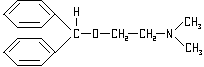 H
CH₃
C-O-CH₂-CH₂-N
CH₃